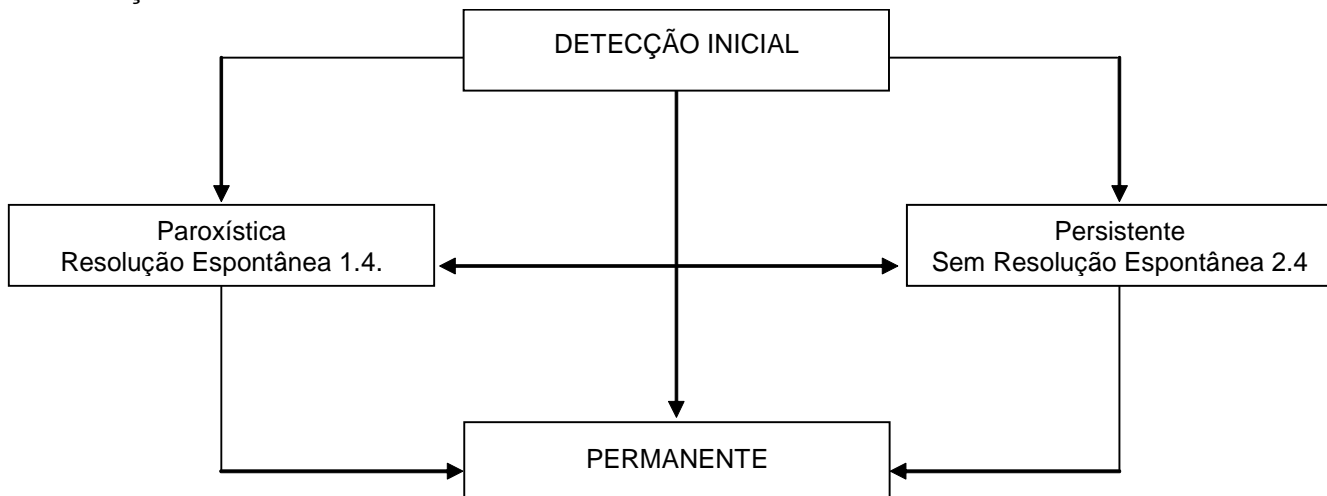 DETECÇÃO INICIAL
Paroxística
Resolução Espontânea 1.4.
Persistente
Sem Resolução Espontânea 2.4
PERMANENTE